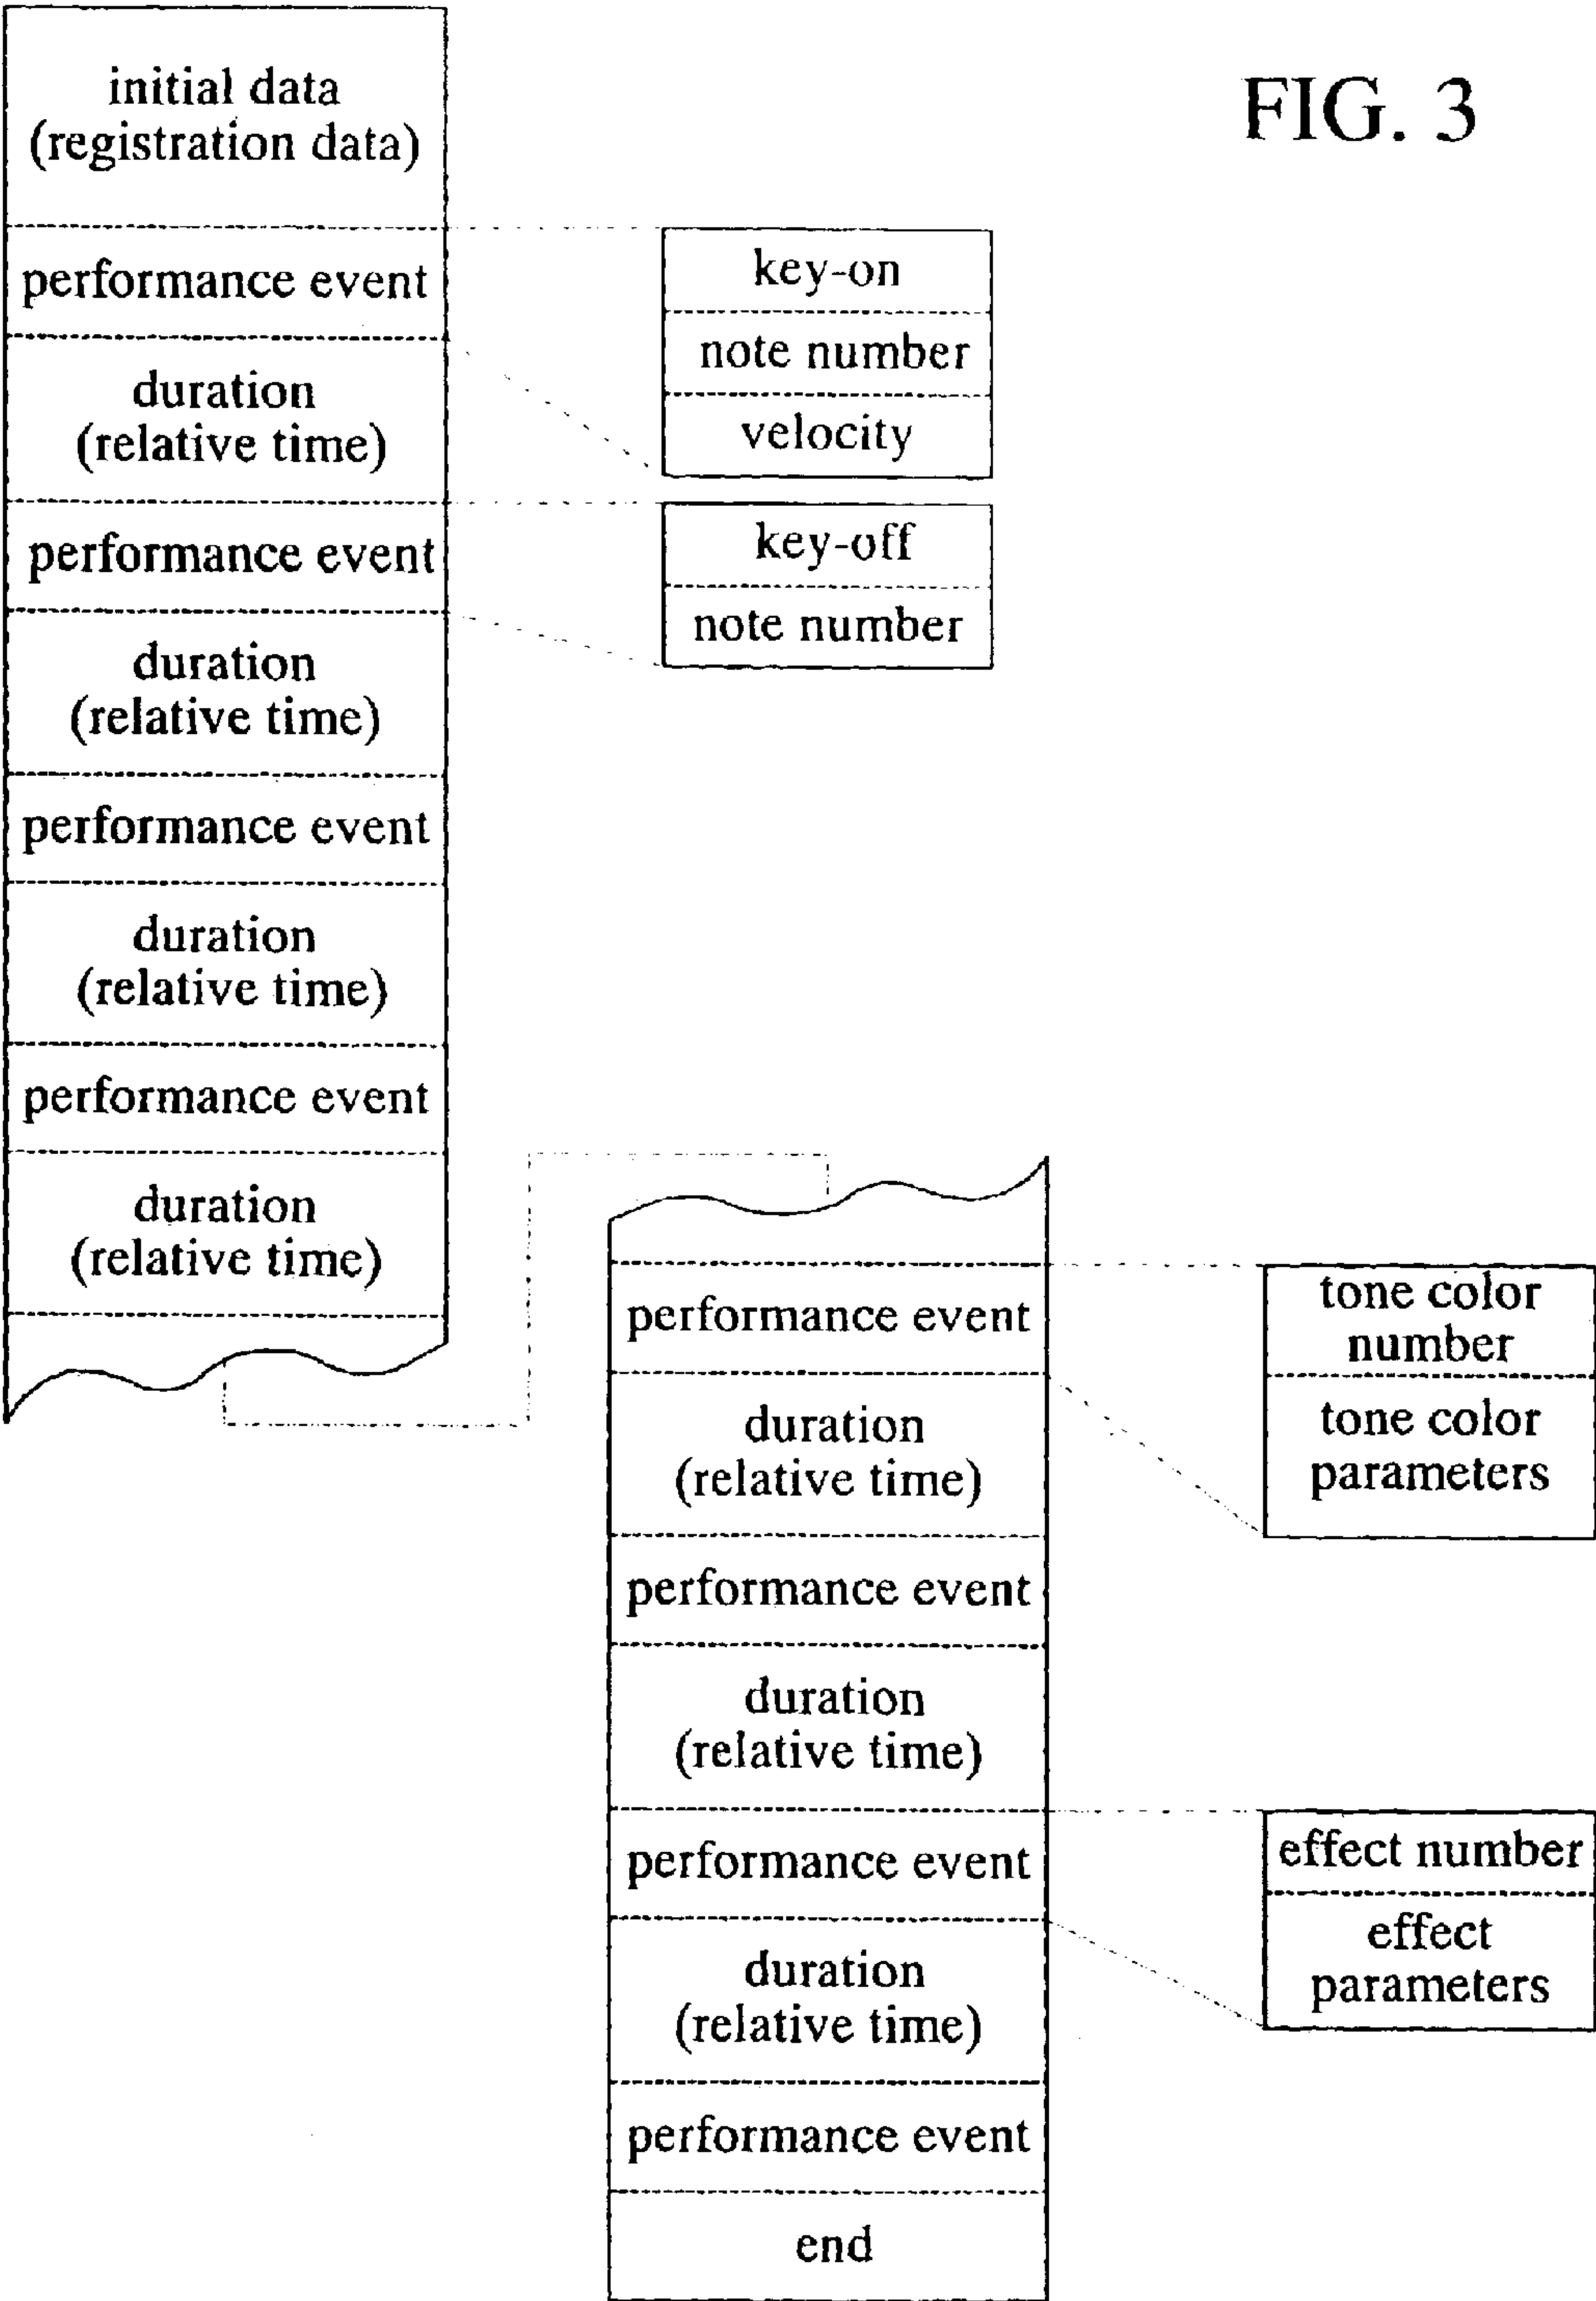 FIG. 3
initial data
(registration data)
performance event
duration
(relative time)
performance event
duration
(relative time)
performance event
duration
(relative time)
performance event
duration
(relative time)
key-on
note number
velocity
key-off
note number
performance event
duration
(relative time)
performance event
duration
(relative time)
performance event
duration
(relative time)
performance event
end
tone color
number
tone color
parameters
effect number
effect
parameters